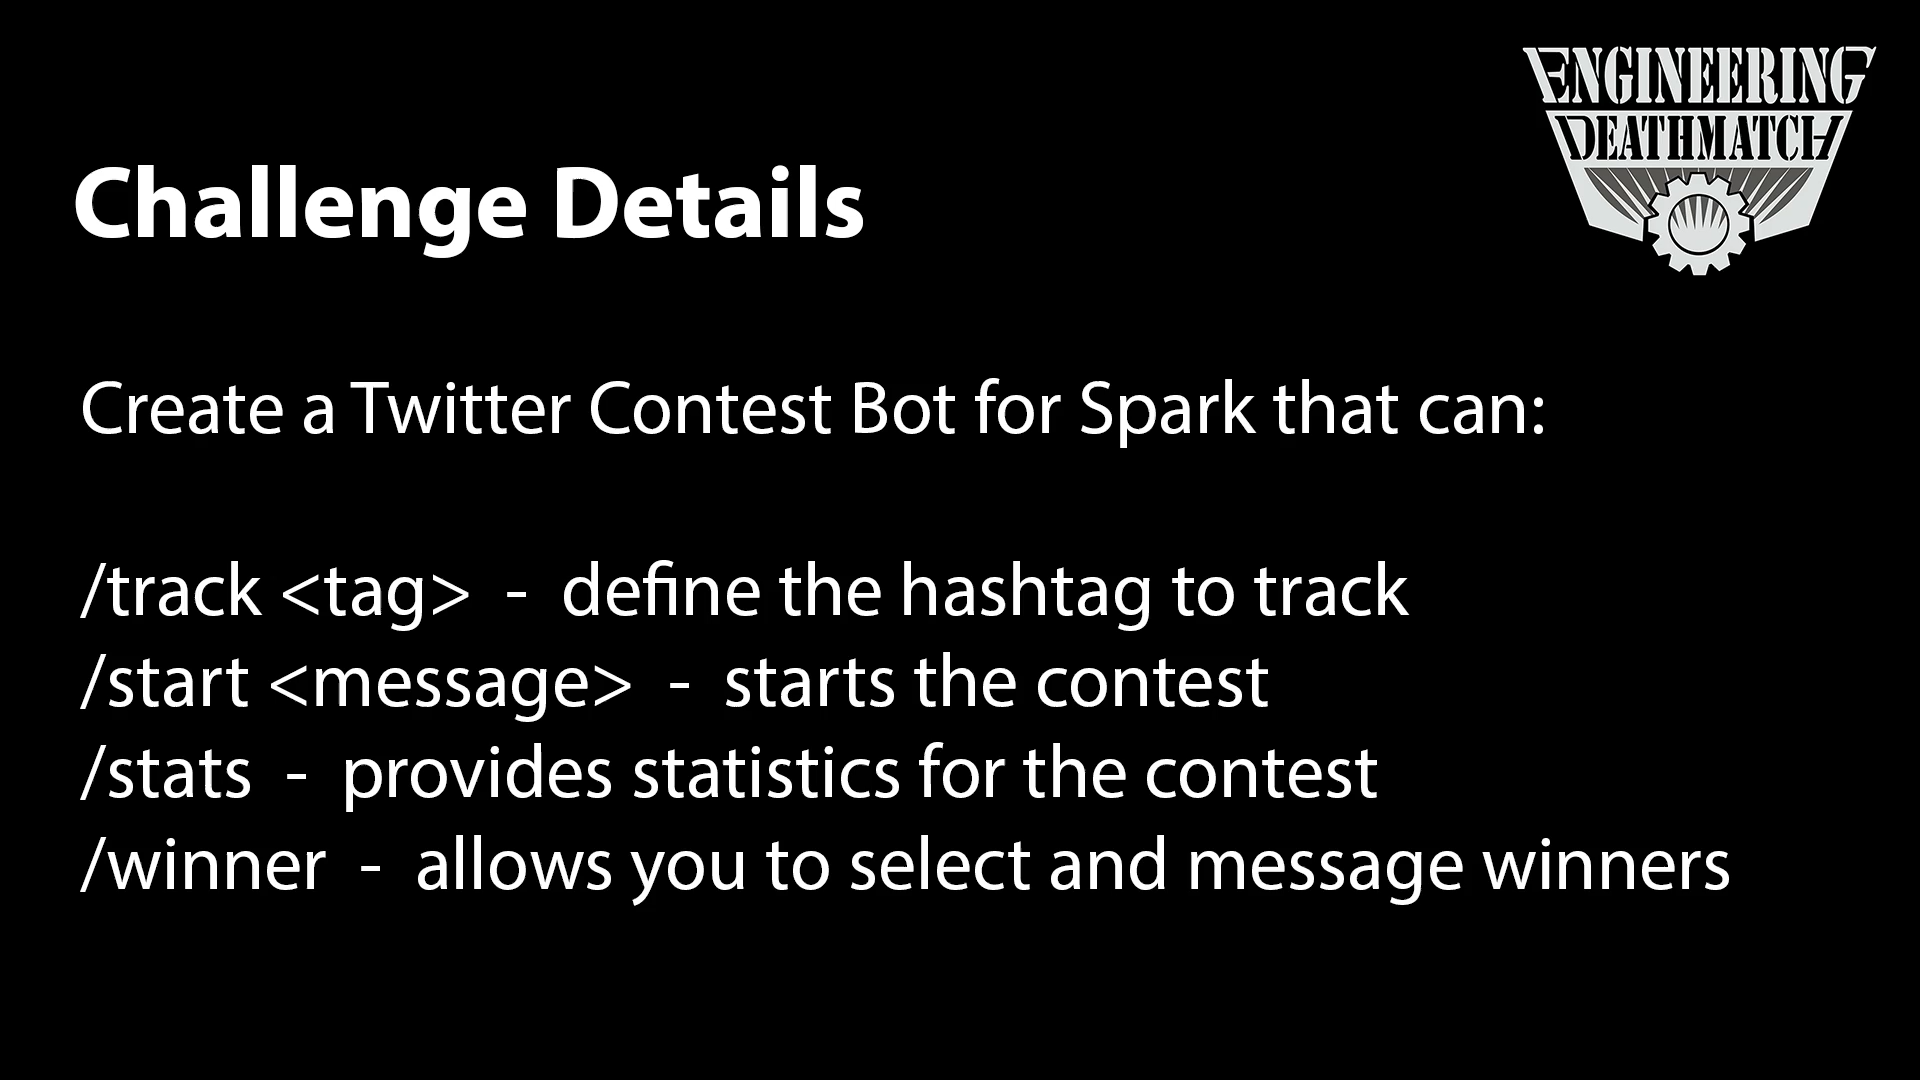 ENGINEERING
DEATHMATCH
Challenge Details
Create a Twitter Contest Bot for Spark that can:
/track <tag> - define the hashtag to track
/start <message> - starts the contest
/stats - provides statistics for the contest
/winner - allows you to select and message winners